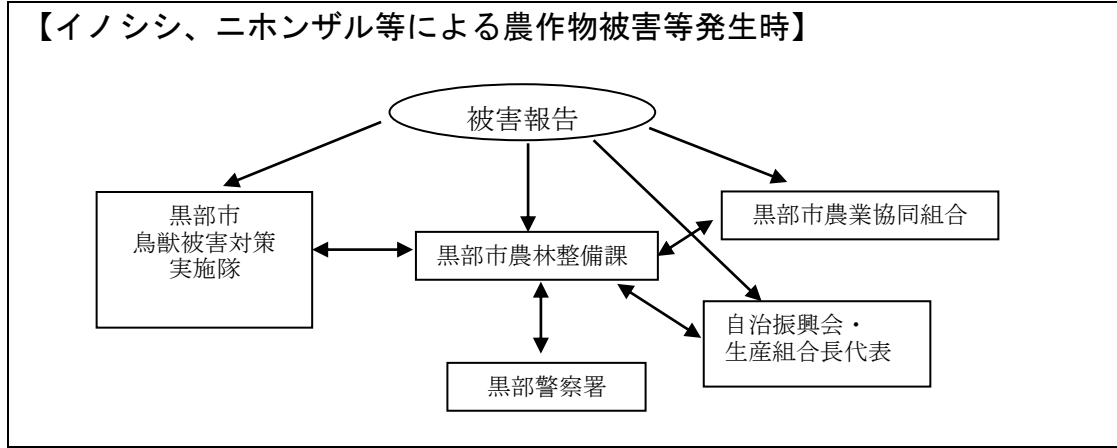 【イノシシ、ニホンザル等による農作物被害等発生時】
被害報告
黒部市
鳥獣被害対策
実施隊
黒部市農業協同組合
黒部市農林整備課
自治振興会・
生産組合長代表
黒部警察署